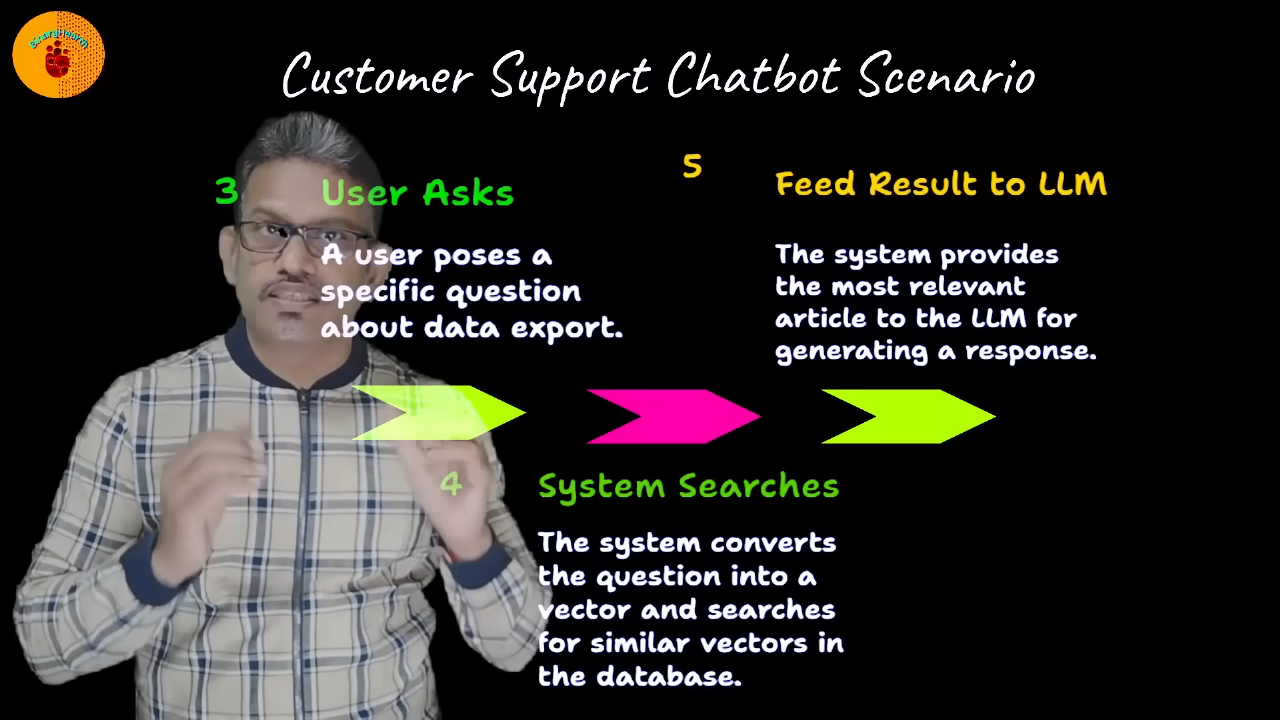 Customer Support Chatbot Scenario
3
User Asks
A user poses a
specific question
about data export.
5
Feed Result to LLM
The system provides
the most relevant
article to the LLM for
generating a response.
4
System Searches
The system converts
the question into a
vector and searches
for similar vectors in
the database.